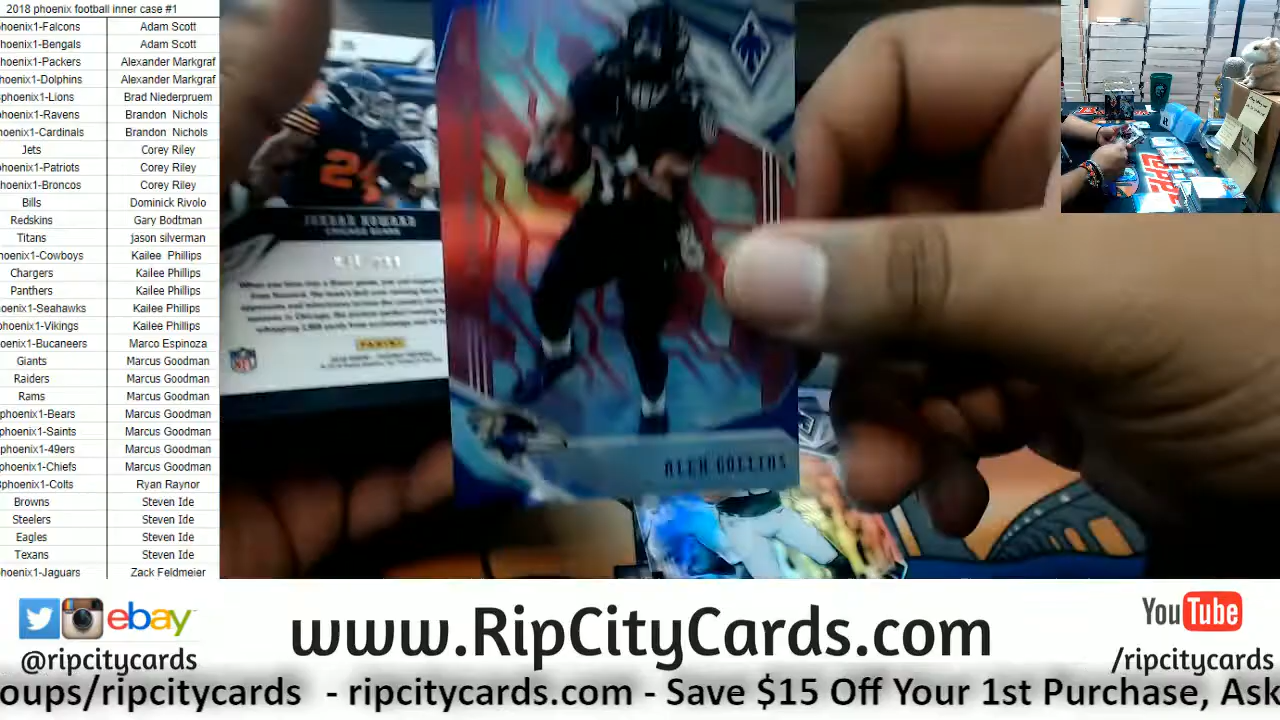 2018 phoenix football inner case #1
hoenix1-Falcons Adam Scott
hoenix1-Bengals Adam Scott
hoenix1-Packers Alexander Markgraf
hoenix1-Dolphins Alexander Markgraf
phoenix1-Lions Brad Niederpruem
hoenix1-Ravens Brandon Nichols
hoenix1-Cardinals Brandon Nichols
Jets Corey Riley
phoenix1-Patriots Corey Riley
hoenix1-Broncos Corey Riley
Bills Dominick Rivolo
Redskins Gary Bodtman
Titans jason silverman
hoenix1-Cowboys Kailee Phillips
Chargers Kailee Phillips
Panthers Kailee Phillips
oenix1-Seahawks Kailee Phillips
phoenix1-Vikings Kailee Phillips
oenix1-Bucaneers Marco Espinoza
Giants Marcus Goodman
Raiders Marcus Goodman
Rams Marcus Goodman
phoenix1-Bears Marcus Goodman
phoenix1-Saints Marcus Goodman
phoenix1-49ers Marcus Goodman
phoenix1-Chiefs Marcus Goodman
phoenix1-Colts Ryan Raynor
Browns Steven Ide
Steelers Steven Ide
Eagles Steven Ide
Texans Steven Ide
hoenix1-Jaguars Zack Feldmeier
24
JORDAN HOWARD
CHICAGO BEARS
PANINI
NFL
ALEX COLLINS
ebay
@ripcitycards
www.RipCityCards.com
YouTube
/ripcitycards
oups/ripcitycards - ripcitycards.com - Save $15 Off Your 1st Purchase, Ask